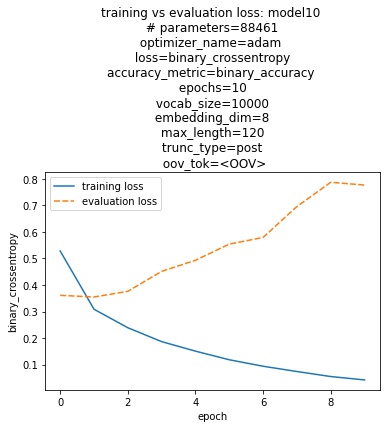 training vs evaluation loss: model10
# parameters=88461
optimizer_name=adam
loss=binary_crossentropy
accuracy_metric=binary_accuracy
epochs=10
vocab_size=10000
embedding_dim=8
max_length=120
trunc_type=post
oov_tok=<OOV>
training loss
evaluation loss
0.8
0.7
0.6
0.5
0.4
0.3
0.2
0.1
binary_crossentropy
0 2 4 6 8
epoch